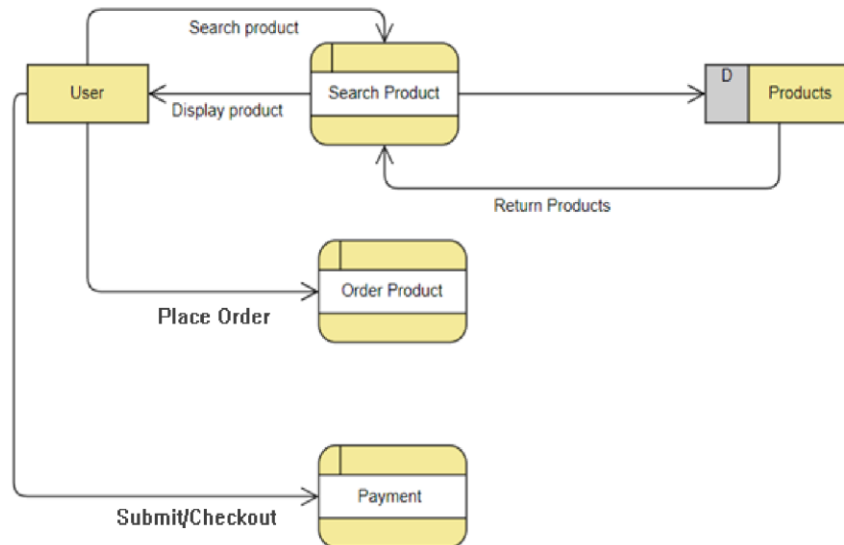 Search product
User
Display product
Search Product
D
Products
Return Products
Order Product
Place Order
Payment
Submit/Checkout